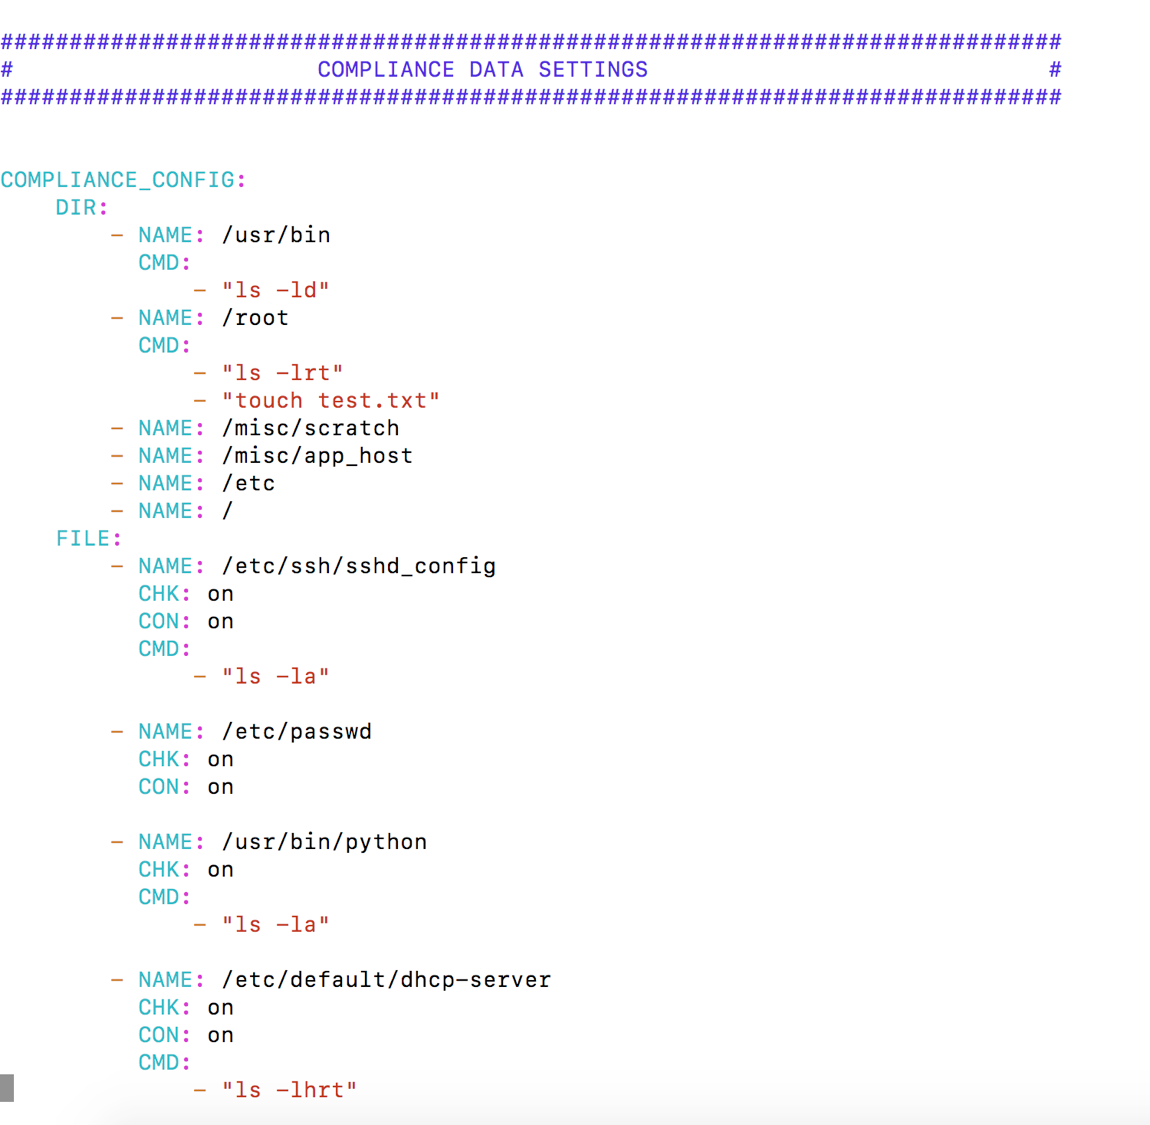 #############################################################################
# COMPLIANCE DATA SETTINGS #
#############################################################################
COMPLIANCE_CONFIG:
    DIR:
        - NAME: /usr/bin
          CMD:
              - "ls -ld"
        - NAME: /root
          CMD:
              - "ls -lrt"
              - "touch test.txt"
        - NAME: /misc/scratch
        - NAME: /misc/app_host
        - NAME: /etc
        - NAME: /
    FILE:
        - NAME: /etc/ssh/sshd_config
          CHK: on
          CON: on
          CMD:
              - "ls -la"
        - NAME: /etc/passwd
          CHK: on
          CON: on
        - NAME: /usr/bin/python
          CHK: on
          CMD:
              - "ls -la"
        - NAME: /etc/default/dhcp-server
          CHK: on
          CON: on
          CMD:
              - "ls -lhrt"